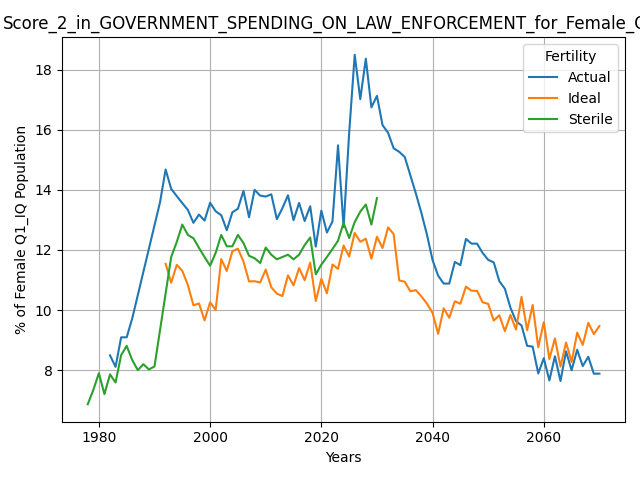 Score_2_in_GOVERNMENT_SPENDING_ON_LAW_ENFORCEMENT_for_Female_
Fertility
Actual
Ideal
Sterile
% of Female Q1_IQ Population
18
16
14
12
10
8
1980
2000
2020
2040
2060
Years